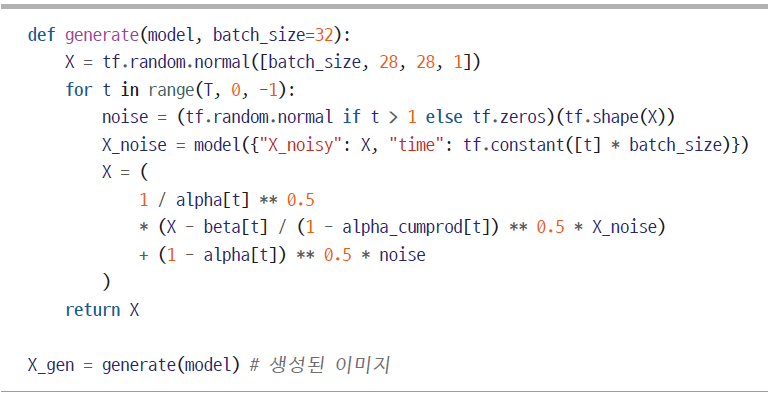 def generate(model, batch_size=32):
    X = tf.random.normal([batch_size, 28, 28, 1])
    for t in range(T, 0, -1):
        noise = (tf.random.normal if t > 1 else tf.zeros)(tf.shape(X))
        X_noise = model({"X_noisy": X, "time": tf.constant([t] * batch_size)})
        X = (
            1 / alpha[t] ** 0.5
            * (X - beta[t] / (1 - alpha_cumprod[t]) ** 0.5 * X_noise)
            + (1 - alpha[t]) ** 0.5 * noise
        )
    return X
X_gen = generate(model) # 생성된 이미지